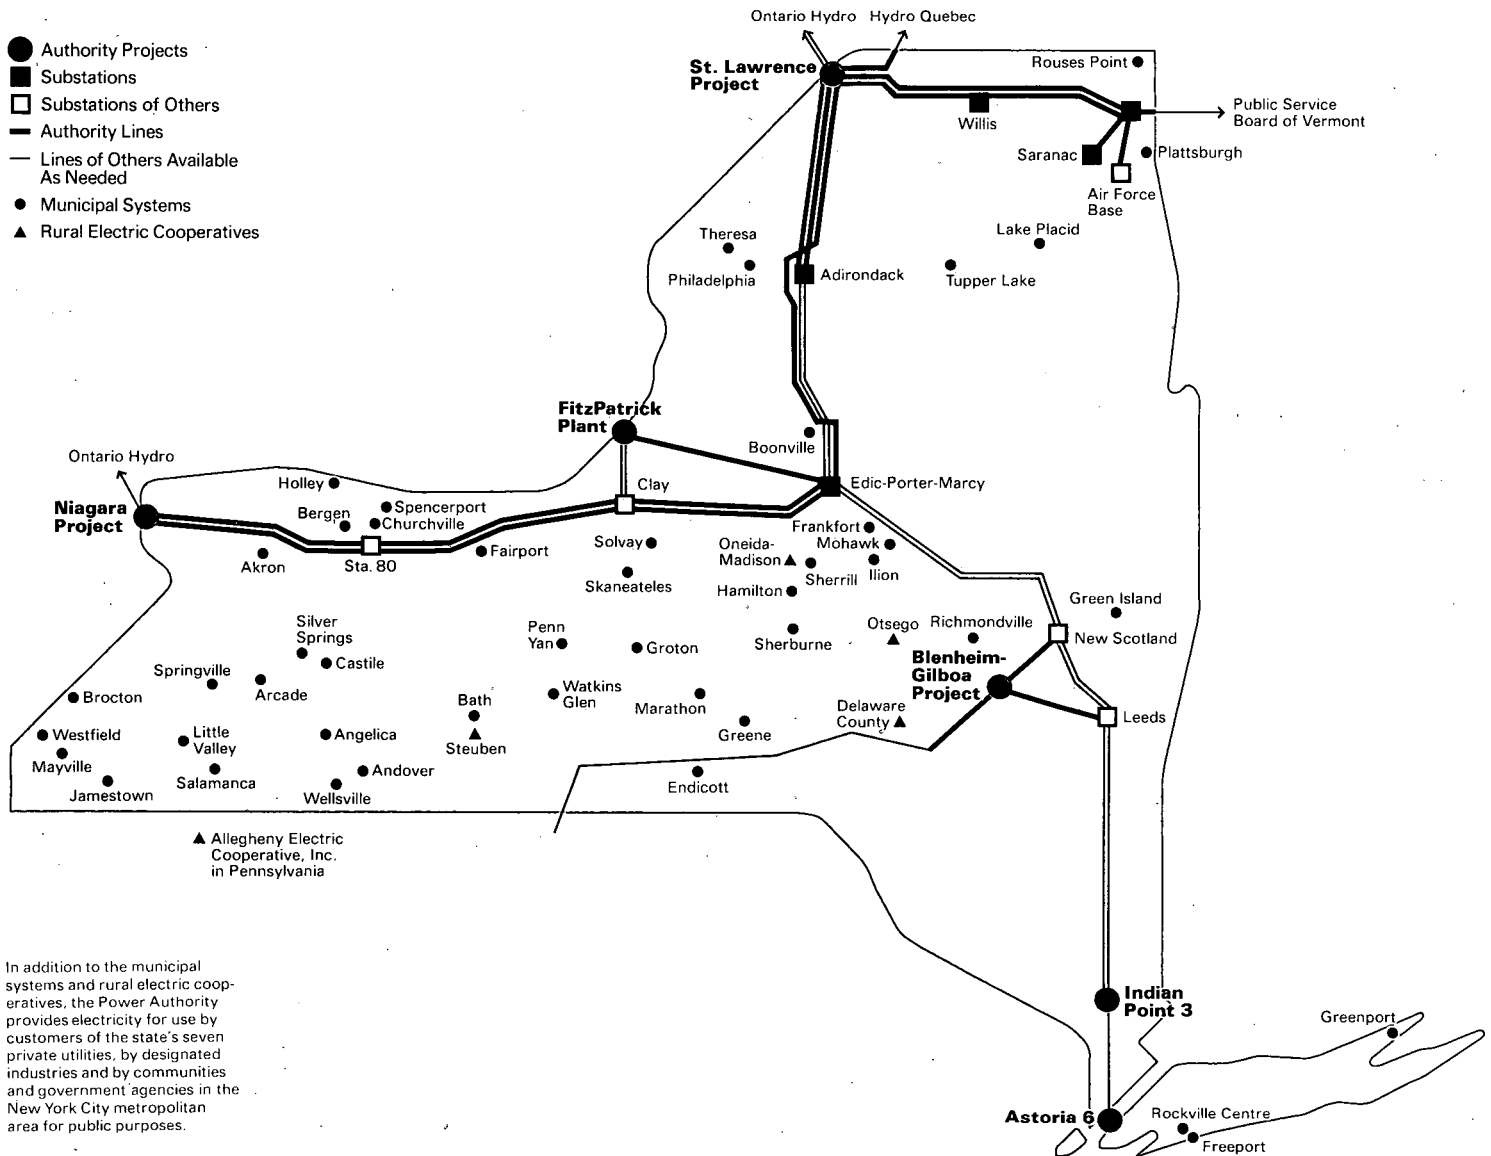 Ontario Hydro
Hydro Quebec
Authority Projects
Substations
Substations of Others
Authority Lines
Lines of Others Available
As Needed
Municipal Systems
Rural Electric Cooperatives
St. Lawrence
Project
Rouses Point
Willis
Public Service
Board of Vermont
Saranac
Plattsburgh
Air Force
Base
Theresa
Philadelphia
Adirondack
Lake Placid
Tupper Lake
FitzPatrick
Plant
Boonville
Ontario Hydro
Niagara
Project
Holley
Bergen
Spencerport
Churchville
Clay
Edic-Porter-Marcy
Akron
Sta. 80
Fairport
Solvay
Skaneateles
Oneida-
Madison
Frankfort
Mohawk
Sherrill
Ilion
Hamilton
Silver
Springs
Castile
Penn
Yan
Groton
Sherburne
Otsego
Richmondville
Green Island
New Scotland
Springville
Arcade
Brocton
Bath
Steuben
Watkins
Glen
Marathon
Greene
Delaware
County
Blenheim-
Gilboa
Project
Leeds
Westfield
Mayville
Jamestown
Little
Valley
Salamanca
Angelica
Andover
Wellsville
Endicott
Allegheny Electric
Cooperative, Inc.
in Pennsylvania
In addition to the municipal
systems and rural electric coop-
eratives, the Power Authority
provides electricity for use by
customers of the state's seven
private utilities, by designated
industries and by communities
and government agencies in the
New York City metropolitan
area for public purposes.
Indian
Point 3
Greenport
Astoria 6
Rockville Centre
Freeport